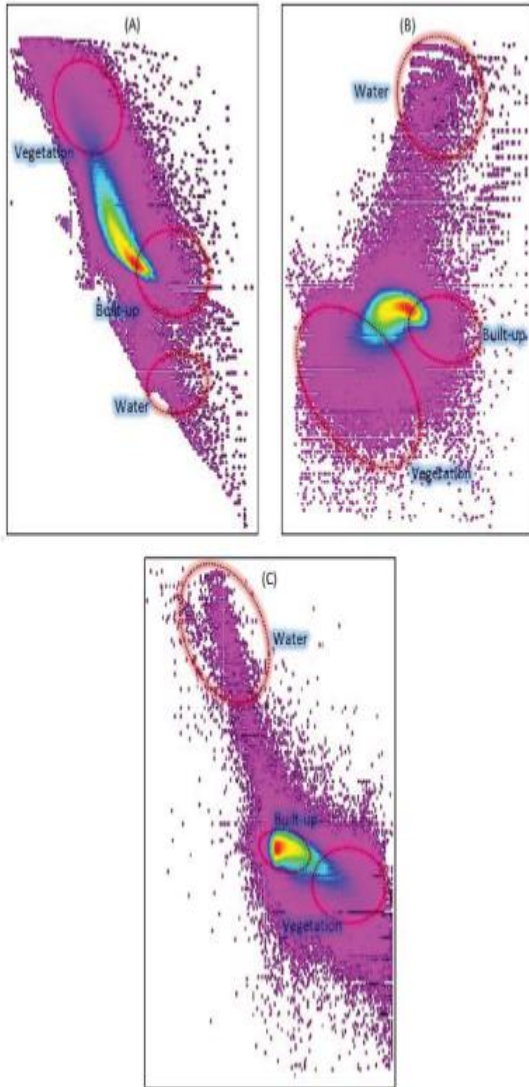 (A)
Vegetation
Built-up
Water
(B)
Water
Built-up
Vegetation
(C)
Water
Built-up
Vegetation